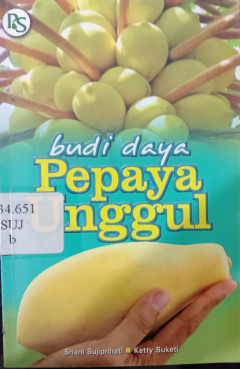 PS
budi daya
Pepaya
Unggul
34.651
SUJ
b
Sriani Sujiprihati Ketty Suketi